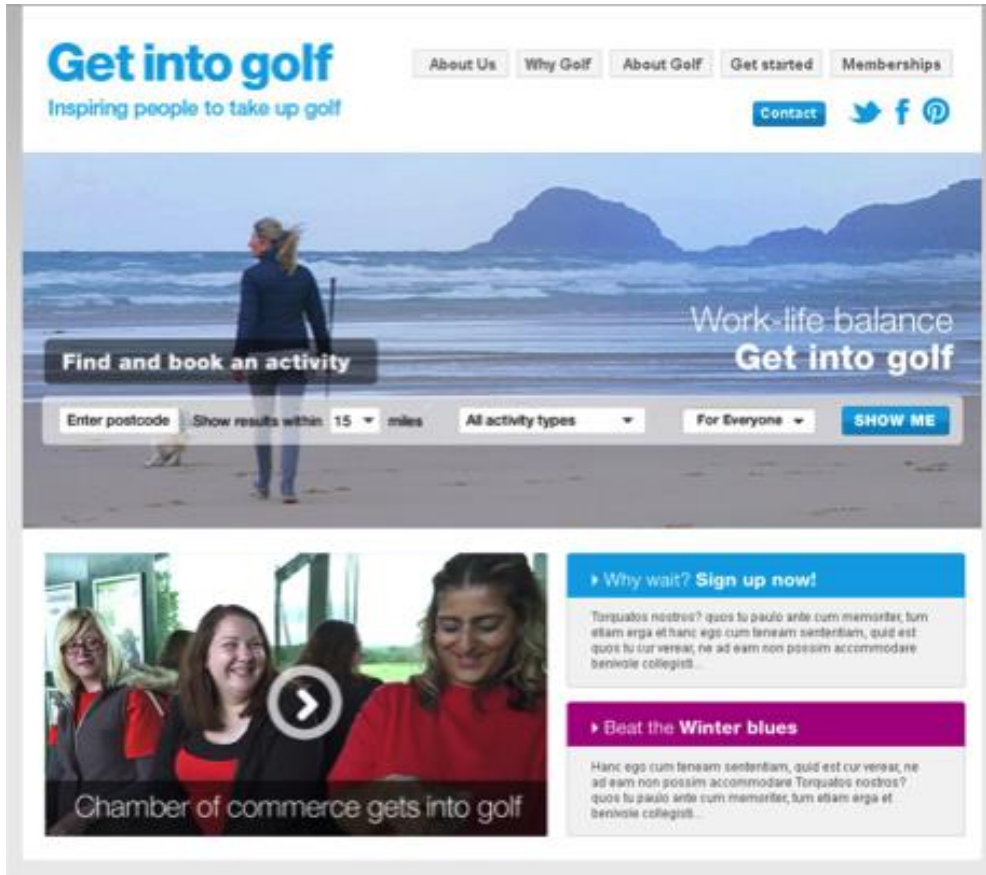 Get into golf
Inspiring people to take up golf
About Us
Why Golf
About Golf
Get started
Memberships
Contact
Work-life balance
Get into golf
Find and book an activity
Enter postcode
Show results within
15
miles
All activity types
For Everyone
SHOW ME
Chamber of commerce gets into golf
Why wait? Sign up now!
Torquatos nostros? quos tu paulo ante cum memoriter, tum
etiam erga et hanc ego cum teneam sententiam, quid est
quos tu cur verear, ne ad eam non possim accommodare
benivole collegisti...
Beat the Winter blues
Hanc ego cum teneam sententiam, quid est cur verear, ne
ad eam non possim accommodare Torquatos nostros?
quos tu paulo ante cum memoriter, tum etiam erga et
benivole collegisti...